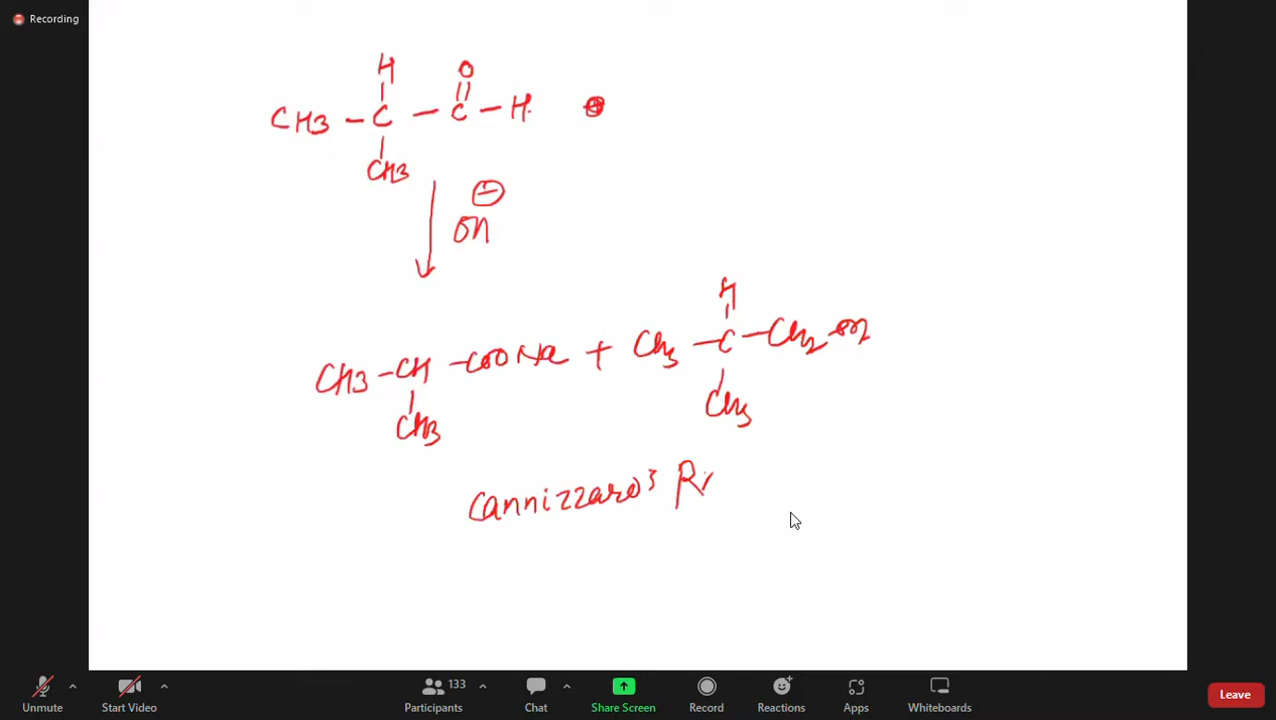 Recording
H O
CH3 - C - C - H ⊕
CH3
⊖
OH
H
CH3 - CH - COONa + CH3 - C - CH2 - OH
CH3 CH3
Cannizzaro's R
Unmute Start Video Participants 133 Chat Share Screen Record Reactions Apps Whiteboards Leave